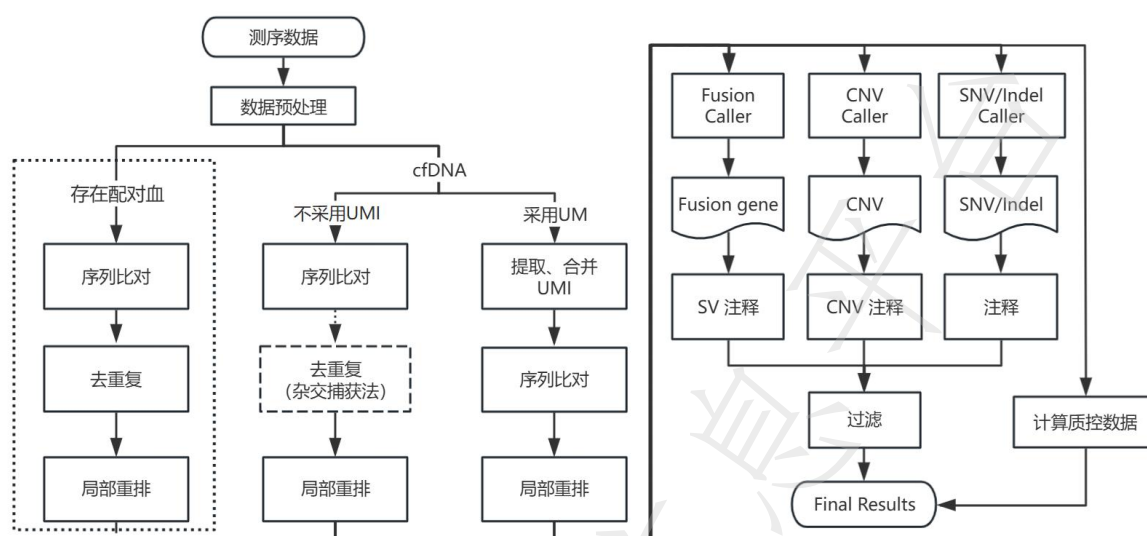 测序数据
数据预处理
存在配对血
cfDNA
不采用UMI
采用UM
序列比对
序列比对
提取、合并
UMI
去重复
去重复
(杂交捕获法)
序列比对
局部重排
局部重排
局部重排
Fusion
Caller
CNV
Caller
SNV/Indel
Caller
Fusion gene
CNV
SNV/Indel
SV 注释
CNV 注释
注释
过滤
计算质控数据
Final Results